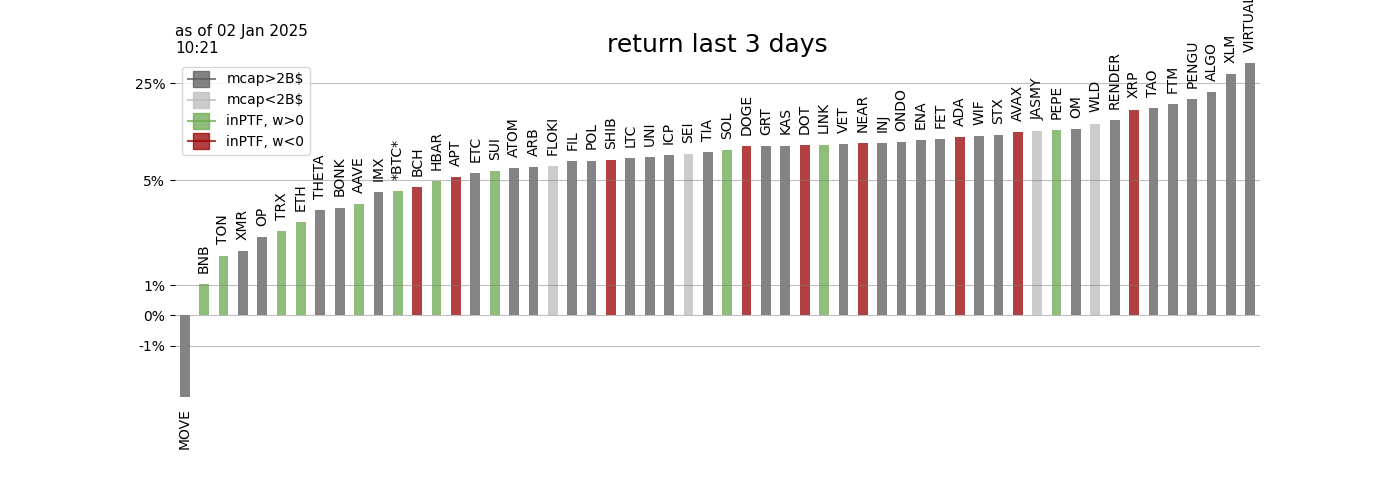 as of 02 Jan 2025
10:21
return last 3 days
mcap>2B$
mcap<2B$
inPTF, w>0
inPTF, w<0
25%
5%
1%
0%
-1%
MOVE
BNB
TON
XMR
OP
TRX
ETH
THETA
BONK
AAVE
IMX
*BTC*
BCH
HBAR
APT
ETC
SUI
ATOM
ARB
FLOKI
FIL
POL
SHIB
LTC
UNI
ICP
SEI
TIA
SOL
DOGE
GRT
KAS
DOT
LINK
VET
NEAR
INJ
ONDO
ENA
FET
ADA
WIF
STX
AVAX
JASMY
PEPE
OM
WLD
RENDER
XRP
TAO
FTM
PENGU
ALGO
XLM
VIRTUAL